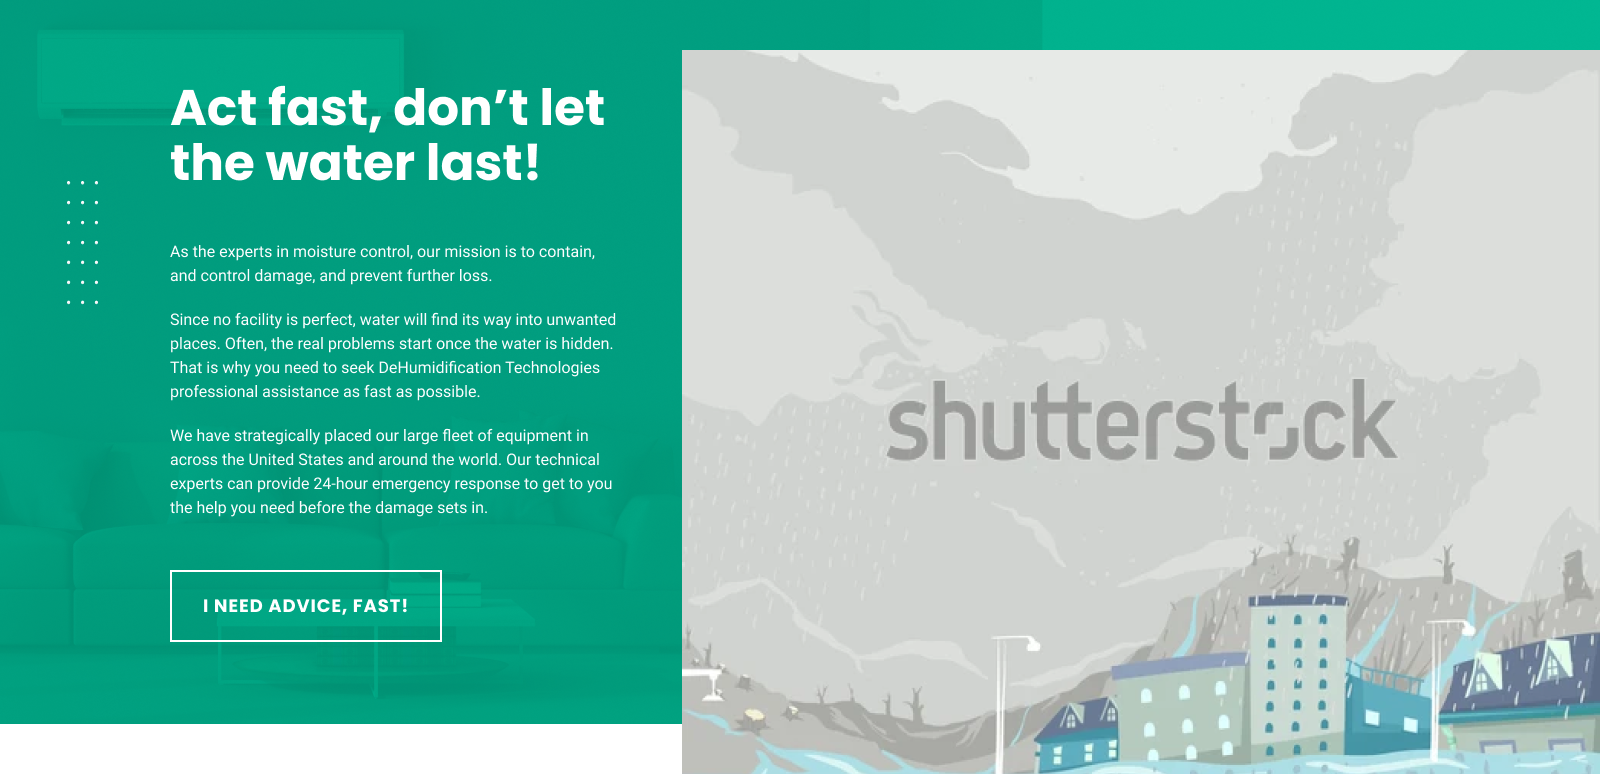 Act fast, don’t let
the water last!
As the experts in moisture control, our mission is to contain,
and control damage, and prevent further loss.
Since no facility is perfect, water will find its way into unwanted
places. Often, the real problems start once the water is hidden.
That is why you need to seek DeHumidification Technologies
professional assistance as fast as possible.
We have strategically placed our large fleet of equipment in
across the United States and around the world. Our technical
experts can provide 24-hour emergency response to get to you
the help you need before the damage sets in.
I NEED ADVICE, FAST!
shutterstock